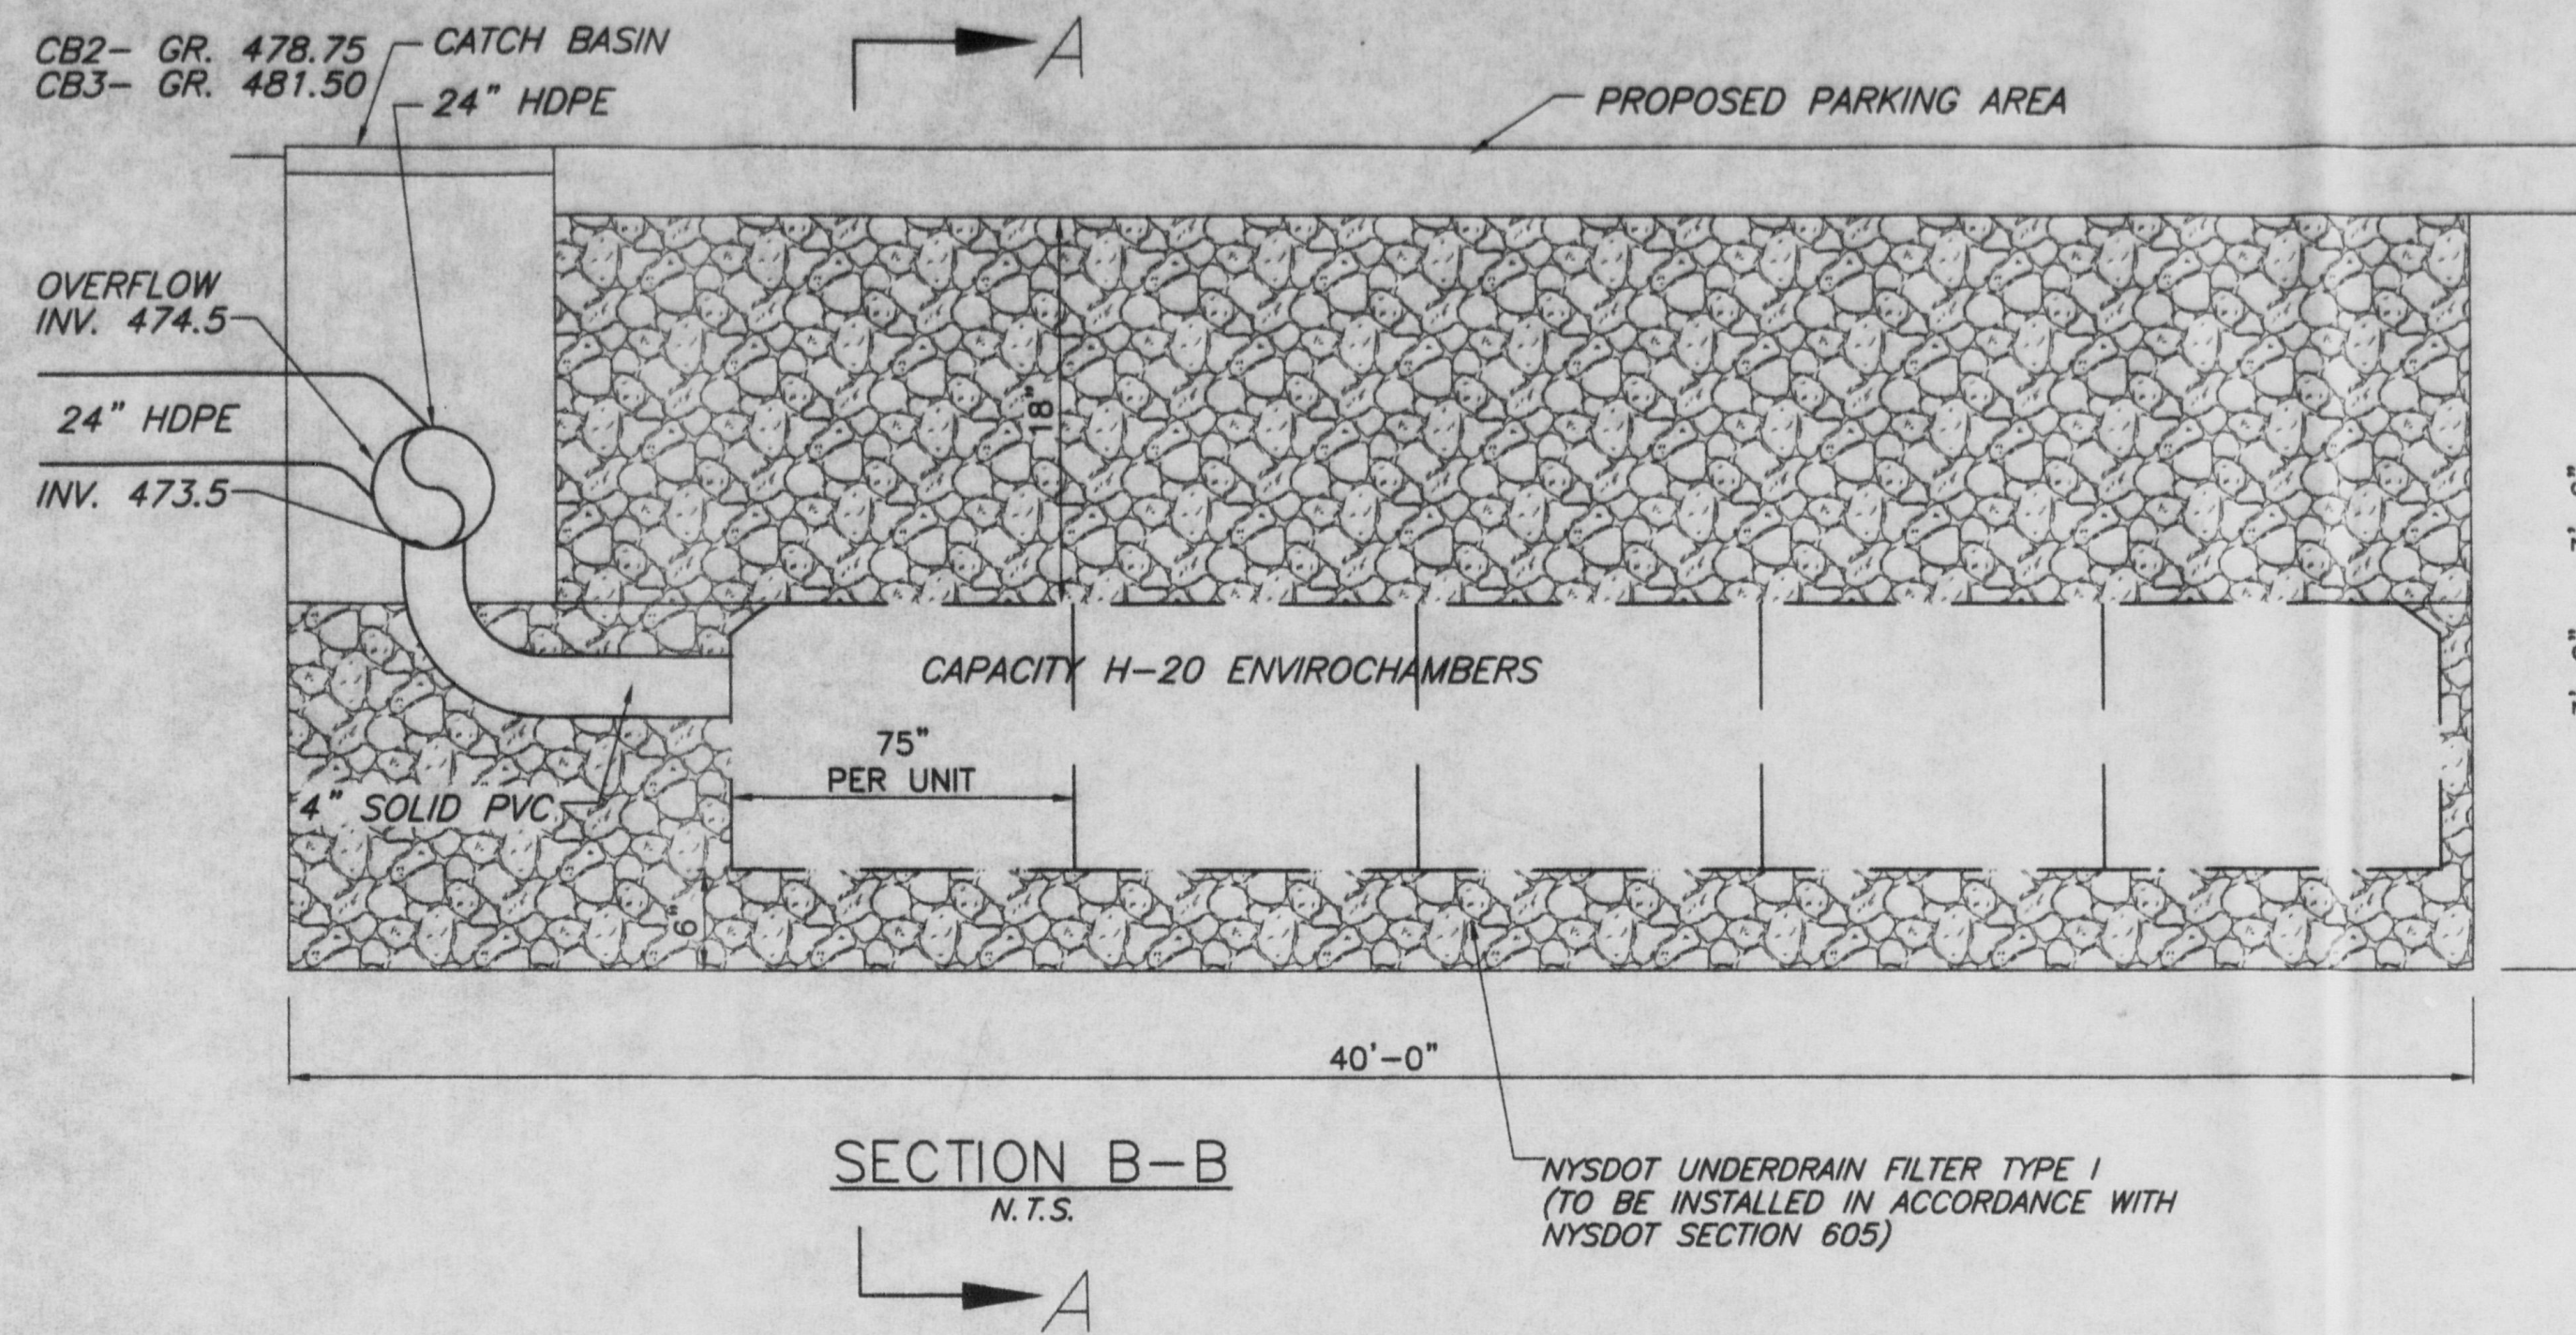 CB2- GR. 478.75
CB3- GR. 481.50
CATCH BASIN
24" HDPE
A
PROPOSED PARKING AREA
OVERFLOW
INV. 474.5
24" HDPE
INV. 473.5
18"
CAPACITY H-20 ENVIROCHAMBERS
75"
PER UNIT
4" SOLID PVC
6"
40'-0"
SECTION B-B
N.T.S.
A
NYSDOT UNDERDRAIN FILTER TYPE I
(TO BE INSTALLED IN ACCORDANCE WITH
NYSDOT SECTION 605)